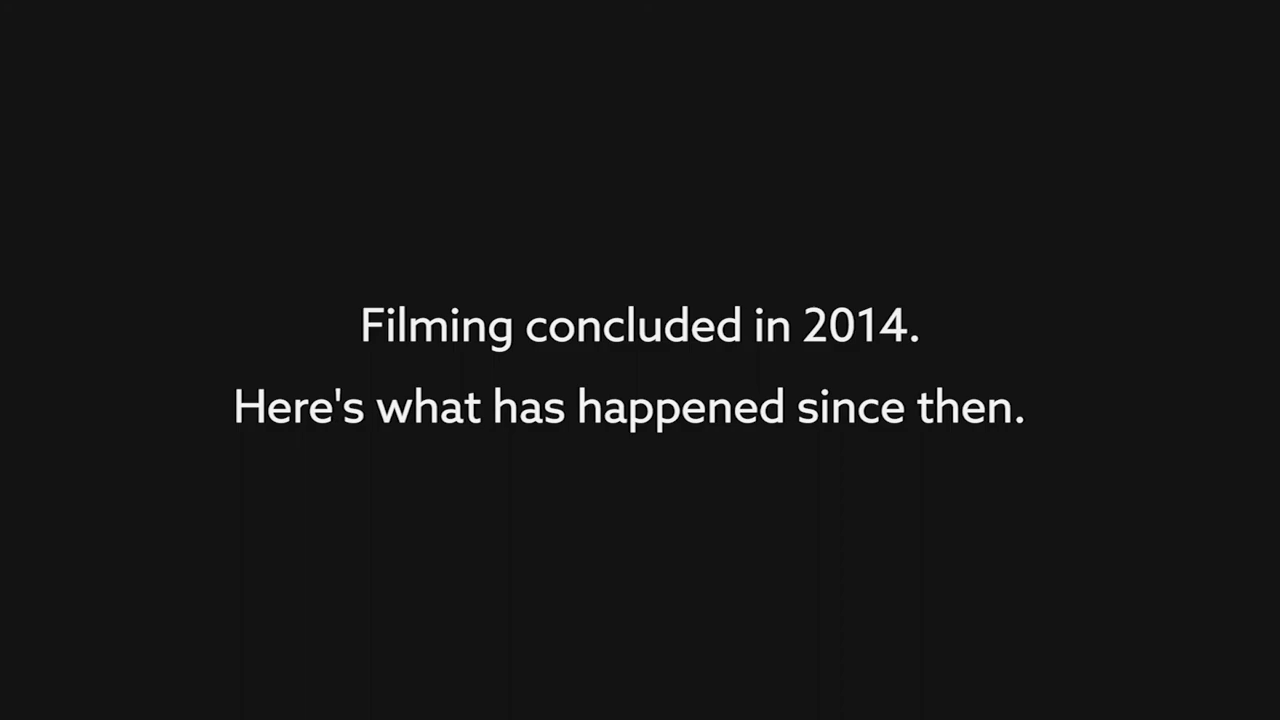 Filming concluded in 2014.
Here's what has happened since then.